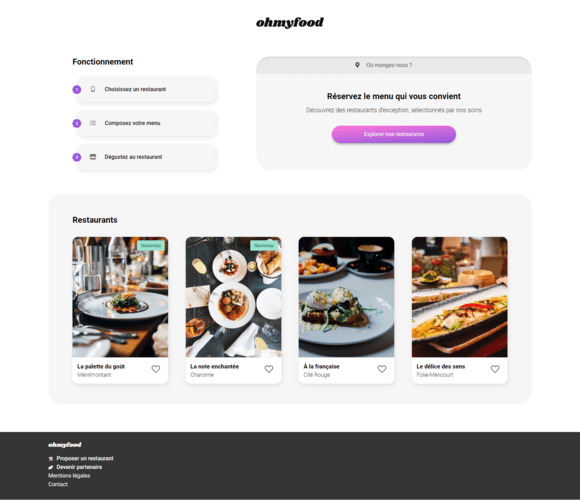 ohmyfood
Fonctionnement
1 Choisissez un restaurant
2 Composez votre menu
3 Dégustez au restaurant
Où mangez-vous ?
Réservez le menu qui vous convient
Découvrez des restaurants d'exception, sélectionnés par nos soins
Explorer nos restaurants
Restaurants
Nouveau
Nouveau
La palette du goût
Ménilmontant
La note enchantée
Charonne
À la française
Cité Rouge
Le délice des sens
Folie-Méricourt
ohmyfood
Proposer un restaurant
Devenir partenaire
Mentions légales
Contact